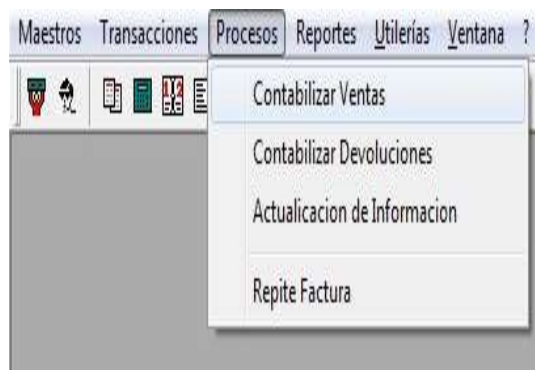 Maestros Transacciones Procesos Reportes Utilerías Ventana ?
Contabilizar Ventas
Contabilizar Devoluciones
Actualicacion de Informacion
Repite Factura